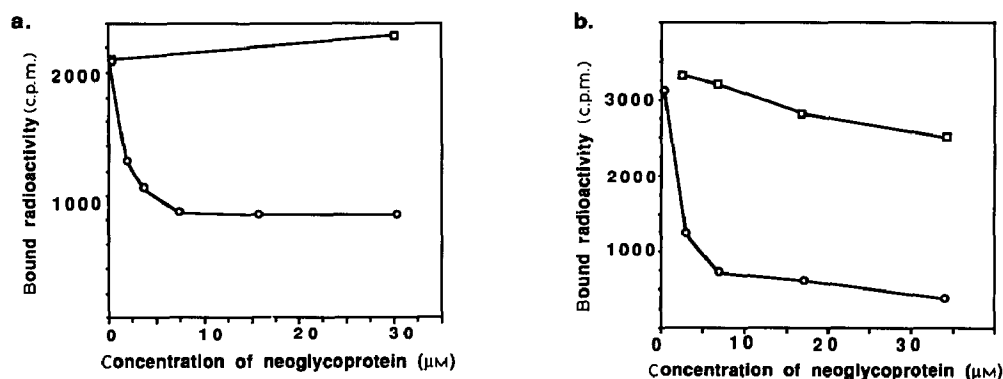 a.
Bound radioactivity (c.p.m.)
2000
1000
0 10 20 30
Concentration of neoglycoprotein (μM)
b.
Bound radioactivity (c.p.m.)
3000
2000
1000
0 10 20 30
Concentration of neoglycoprotein (μM)